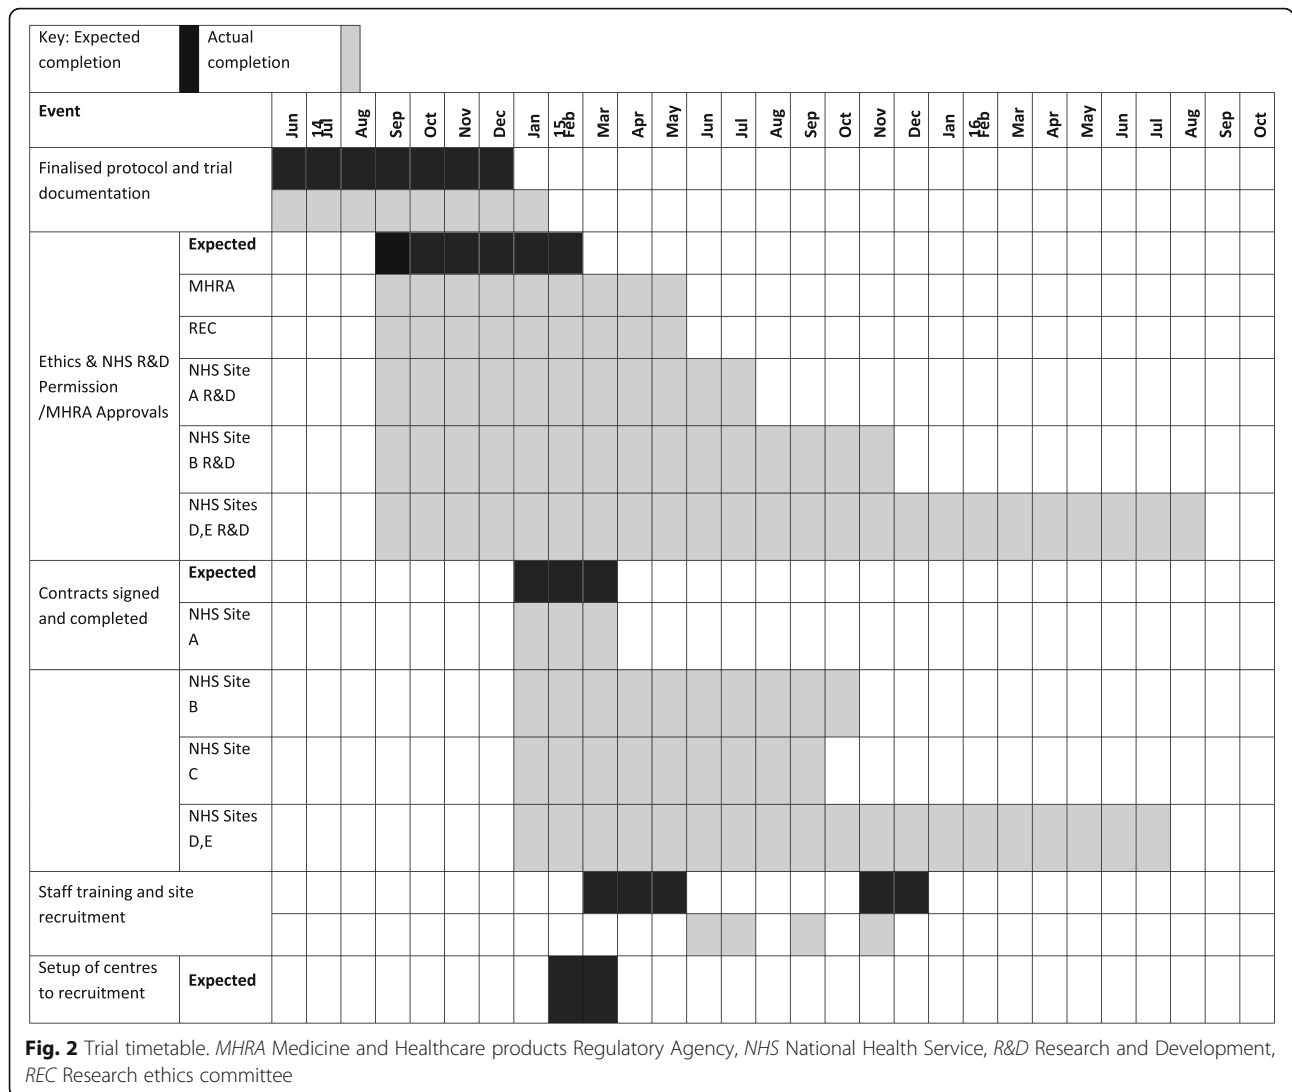 Key: Expected completion
Actual completion
Event
Jun 14
Jul
Aug
Sep
Oct
Nov
Dec
Jan 15
Feb
Mar
Apr
May
Jun
Jul
Aug
Sep
Oct
Nov
Dec
Jan 16
Feb
Mar
Apr
May
Jun
Jul
Aug
Sep
Oct
Finalised protocol and trial
documentation
Ethics & NHS R&D
Permission
/MHRA Approvals
Expected
MHRA
REC
NHS Site
A R&D
NHS Site
B R&D
NHS Sites
D,E R&D
Contracts signed
and completed
Expected
NHS Site
A
NHS Site
B
NHS Site
C
NHS Sites
D,E
Staff training and site
recruitment
Setup of centres
to recruitment
Expected
Fig. 2 Trial timetable. MHRA Medicine and Healthcare products Regulatory Agency, NHS National Health Service, R&D Research and Development,
REC Research ethics committee